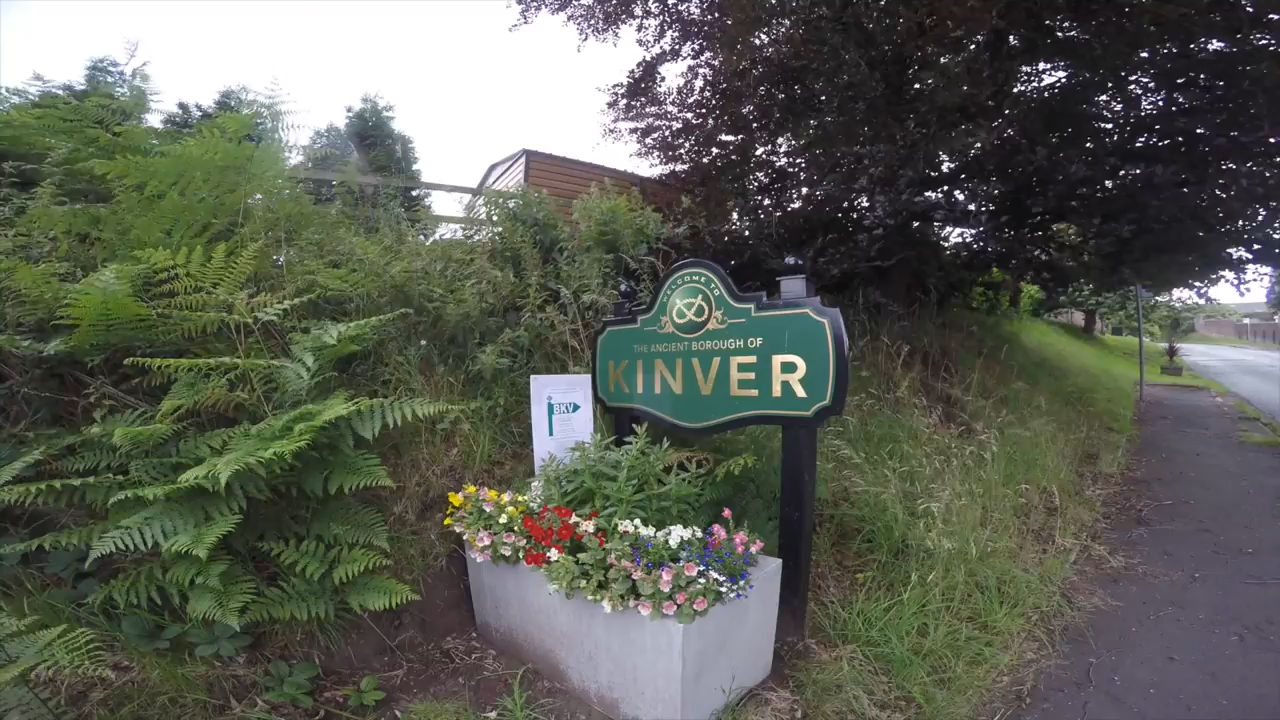 WELCOME TO
THE ANCIENT BOROUGH OF
KINVER
BKV